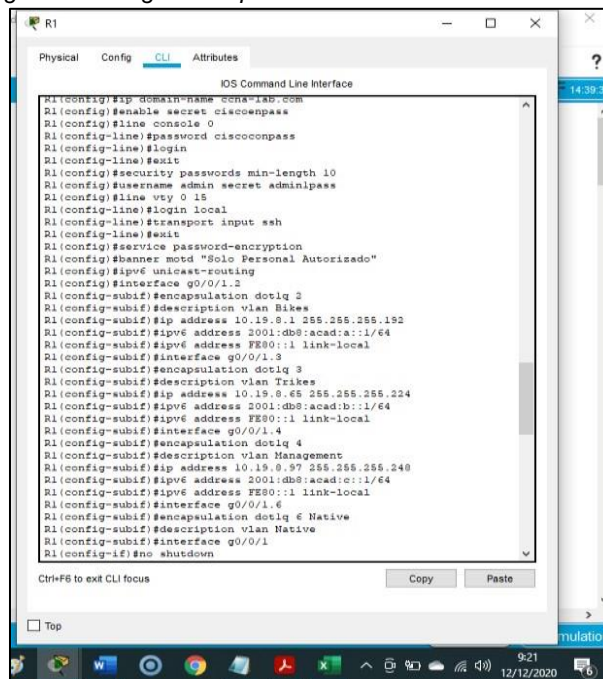 R1
Physical Config CLI Attributes
IOS Command Line Interface
R1(config)#ip domain-name ccna-lab.com
R1(config)#enable secret ciscoenpass
R1(config)#line console 0
R1(config-line)#password ciscoconpass
R1(config-line)#login
R1(config-line)#exit
R1(config)#security passwords min-length 10
R1(config)#username admin secret admin1pass
R1(config)#line vty 0 15
R1(config-line)#login local
R1(config-line)#transport input ssh
R1(config-line)#exit
R1(config)#service password-encryption
R1(config)#banner motd "Solo Personal Autorizado"
R1(config)#ipv6 unicast-routing
R1(config)#interface g0/0/1.2
R1(config-subif)#encapsulation dot1q 2
R1(config-subif)#description vlan Bikes
R1(config-subif)#ip address 10.19.8.1 255.255.255.192
R1(config-subif)#ipv6 address 2001:db8:acad:a::1/64
R1(config-subif)#ipv6 address FE80::1 link-local
R1(config-subif)#interface g0/0/1.3
R1(config-subif)#encapsulation dot1q 3
R1(config-subif)#description vlan Trikes
R1(config-subif)#ip address 10.19.8.65 255.255.255.224
R1(config-subif)#ipv6 address 2001:db8:acad:b::1/64
R1(config-subif)#ipv6 address FE80::1 link-local
R1(config-subif)#interface g0/0/1.4
R1(config-subif)#encapsulation dot1q 4
R1(config-subif)#description vlan Management
R1(config-subif)#ip address 10.19.8.97 255.255.255.248
R1(config-subif)#ipv6 address 2001:db8:acad:c::1/64
R1(config-subif)#ipv6 address FE80::1 link-local
R1(config-subif)#interface g0/0/1.6
R1(config-subif)#encapsulation dot1q 6 Native
R1(config-subif)#description vlan Native
R1(config-subif)#interface g0/0/1
R1(config-if)#no shutdown
Ctrl+F6 to exit CLI focus
Copy Paste
Top
?
14:39:3
mulatio
9:21
12/12/2020
6